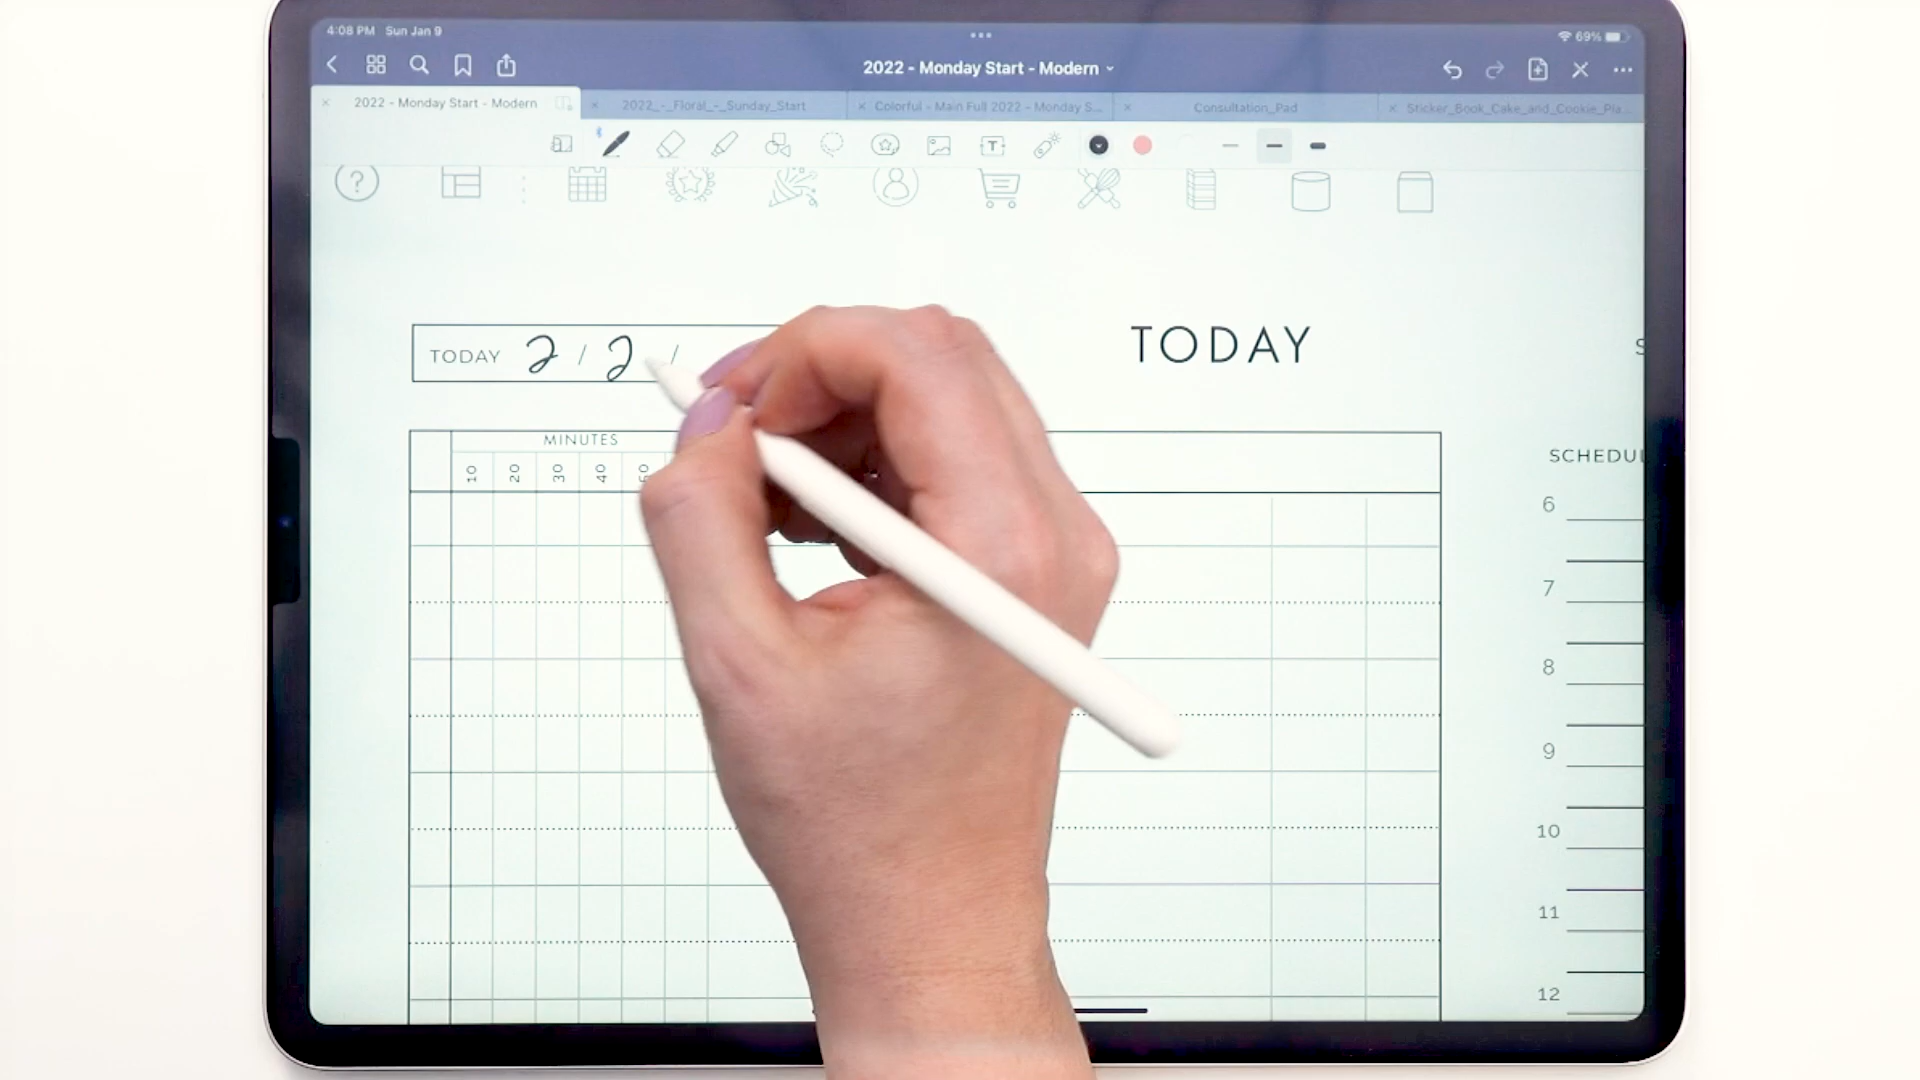 4:08 PM Sun Jan 9
69%
2022 - Monday Start - Modern
2022 - Monday Start - Modern
2022_-_Floral_-_Sunday_Start
Colorful - Main Full 2022 - Monday S...
Consultation_Pad
Sticker_Book_Cake_and_Cookie_Pla...
TODAY 2 / 2 /
TODAY
S
MINUTES
10 20 30 40 50
SCHEDUL
6
7
8
9
10
11
12